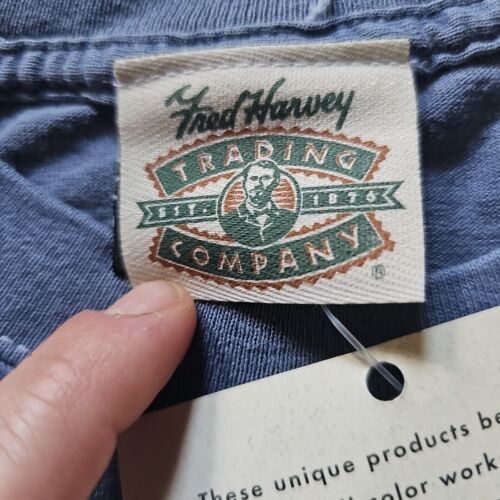 Fred Harvey
TRADING
EST. 1876
COMPANY
®
These unique products be
color work